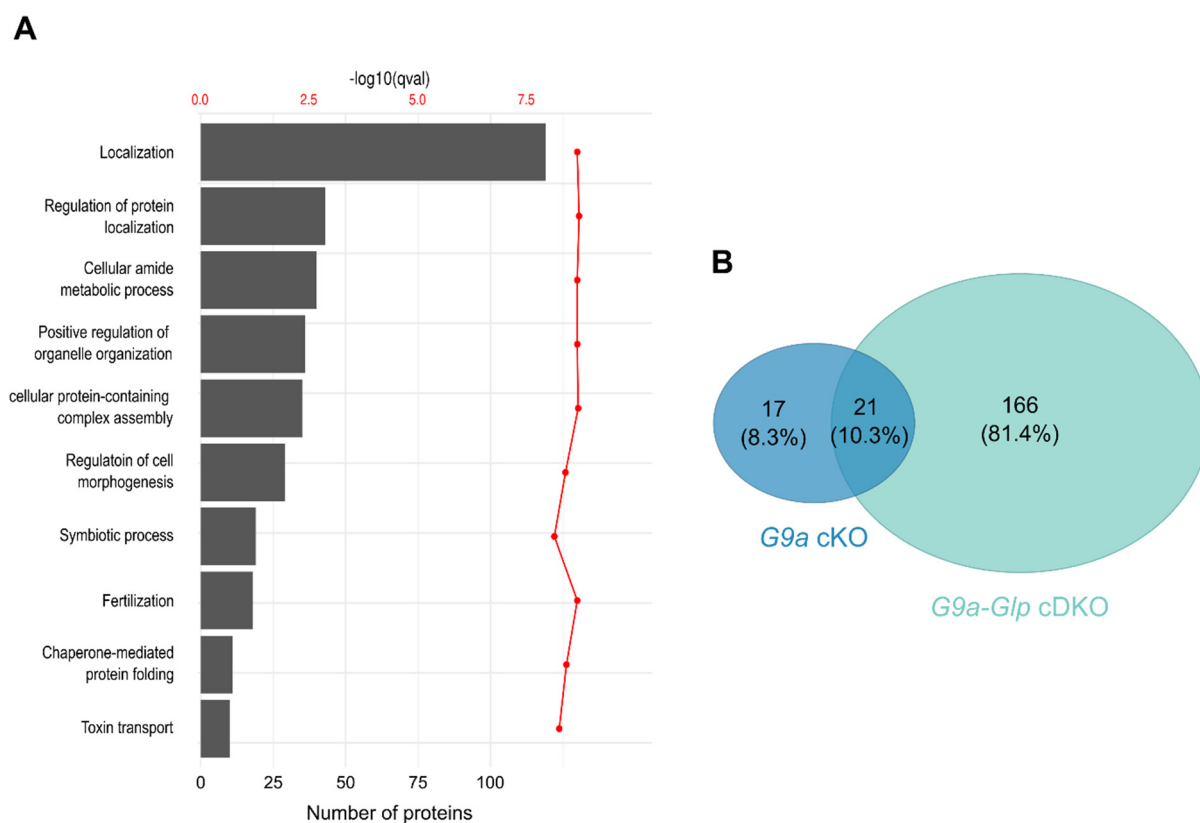 A
-log10(qval)
0.0 2.5 5.0 7.5
Localization
Regulation of protein
localization
Cellular amide
metabolic process
Positive regulation of
organelle organization
cellular protein-containing
complex assembly
Regulatoin of cell
morphogenesis
Symbiotic process
Fertilization
Chaperone-mediated
protein folding
Toxin transport
0 25 50 75 100
Number of proteins
B
17 21 166
(8.3%) (10.3%) (81.4%)
G9a cKO
G9a-Glp cDKO